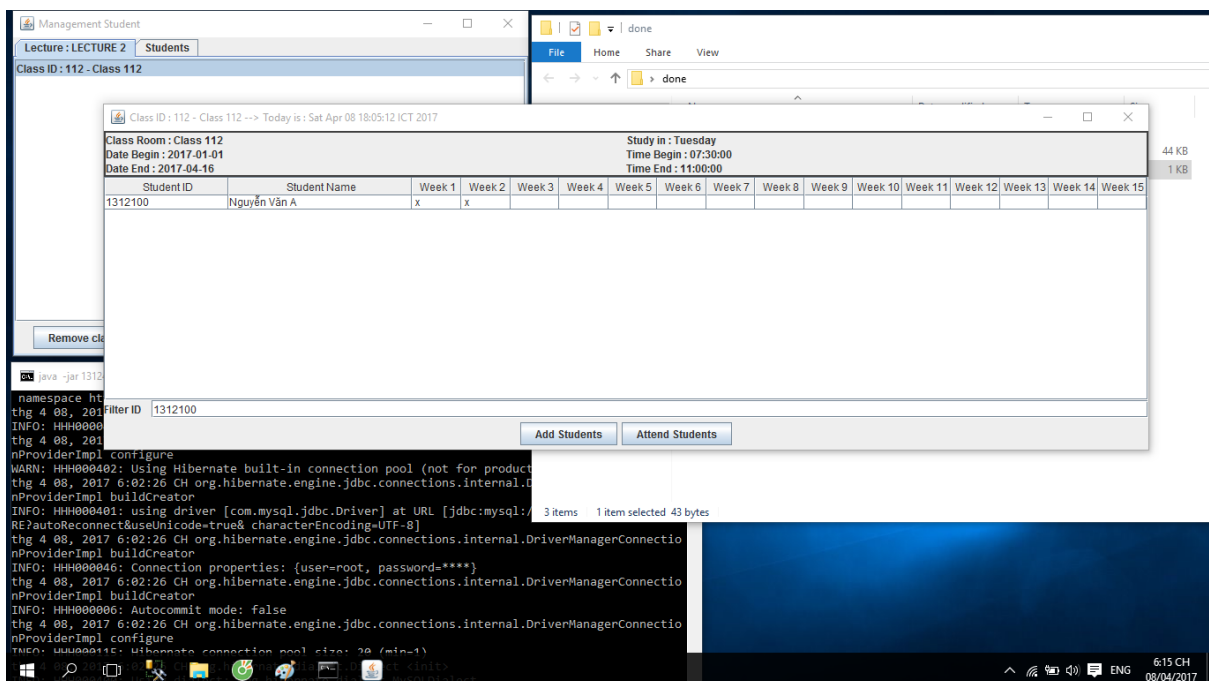 Management Student
Lecture : LECTURE 2 Students
Class ID : 112 - Class 112
Remove cla
done
File Home Share View
done
44 KB
1 KB
3 items 1 item selected 43 bytes
Class ID : 112 - Class 112 --> Today is : Sat Apr 08 18:05:12 ICT 2017
Class Room : Class 112 Study in : Tuesday
Date Begin : 2017-01-01 Time Begin : 07:30:00
Date End : 2017-04-16 Time End : 11:00:00
Student ID Student Name Week 1 Week 2 Week 3 Week 4 Week 5 Week 6 Week 7 Week 8 Week 9 Week 10 Week 11 Week 12 Week 13 Week 14 Week 15
1312100 Nguyễn Văn A x x
Filter ID 1312100
Add Students Attend Students
java -jar 1312
namespace ht
thg 4 08, 201
INFO: HHH0000
thg 4 08, 201
nProviderImpl configure
WARN: HHH000402: Using Hibernate built-in connection pool (not for product
thg 4 08, 2017 6:02:26 CH org.hibernate.engine.jdbc.connections.internal.D
nProviderImpl buildCreator
INFO: HHH000401: using driver [com.mysql.jdbc.Driver] at URL [jdbc:mysql:/
RE?autoReconnect&useUnicode=true& characterEncoding=UTF-8]
thg 4 08, 2017 6:02:26 CH org.hibernate.engine.jdbc.connections.internal.DriverManagerConnectio
nProviderImpl buildCreator
INFO: HHH000046: Connection properties: {user=root, password=****}
thg 4 08, 2017 6:02:26 CH org.hibernate.engine.jdbc.connections.internal.DriverManagerConnectio
nProviderImpl buildCreator
INFO: HHH000006: Autocommit mode: false
thg 4 08, 2017 6:02:26 CH org.hibernate.engine.jdbc.connections.internal.DriverManagerConnectio
nProviderImpl configure
INFO: HHH000115: Hibernate connection pool size: 20 (min=1)
ENG 6:15 CH
08/04/2017